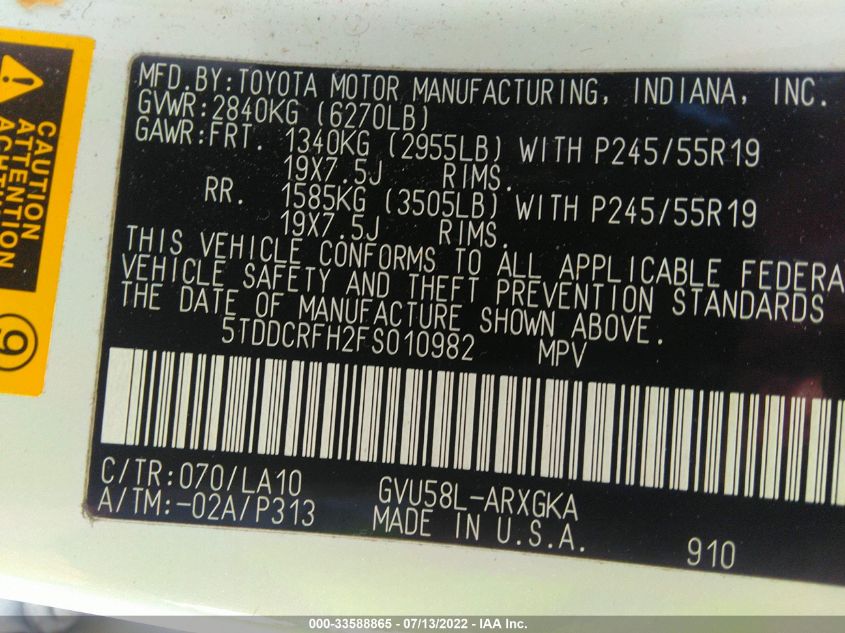 CAUTION
ATTENTION
ACHTUNG
9
MFD.BY:TOYOTA MOTOR MANUFACTURING, INDIANA, INC.
GVWR:2840KG (6270LB)
GAWR:FRT. 1340KG (2955LB) WITH P245/55R19
19X7.5J RIMS.
RR. 1585KG (3505LB) WITH P245/55R19
19X7.5J RIMS.
THIS VEHICLE CONFORMS TO ALL APPLICABLE FEDERA
VEHICLE SAFETY AND THEFT PREVENTION STANDARDS
THE DATE OF MANUFACTURE SHOWN ABOVE.
5TDDCRFH2FS010982 MPV
C/TR:070/LA10 GVU58L-ARXGKA
A/TM:-02A/P313 MADE IN U.S.A. 910
000-33588865 - 07/13/2022 - IAA Inc.